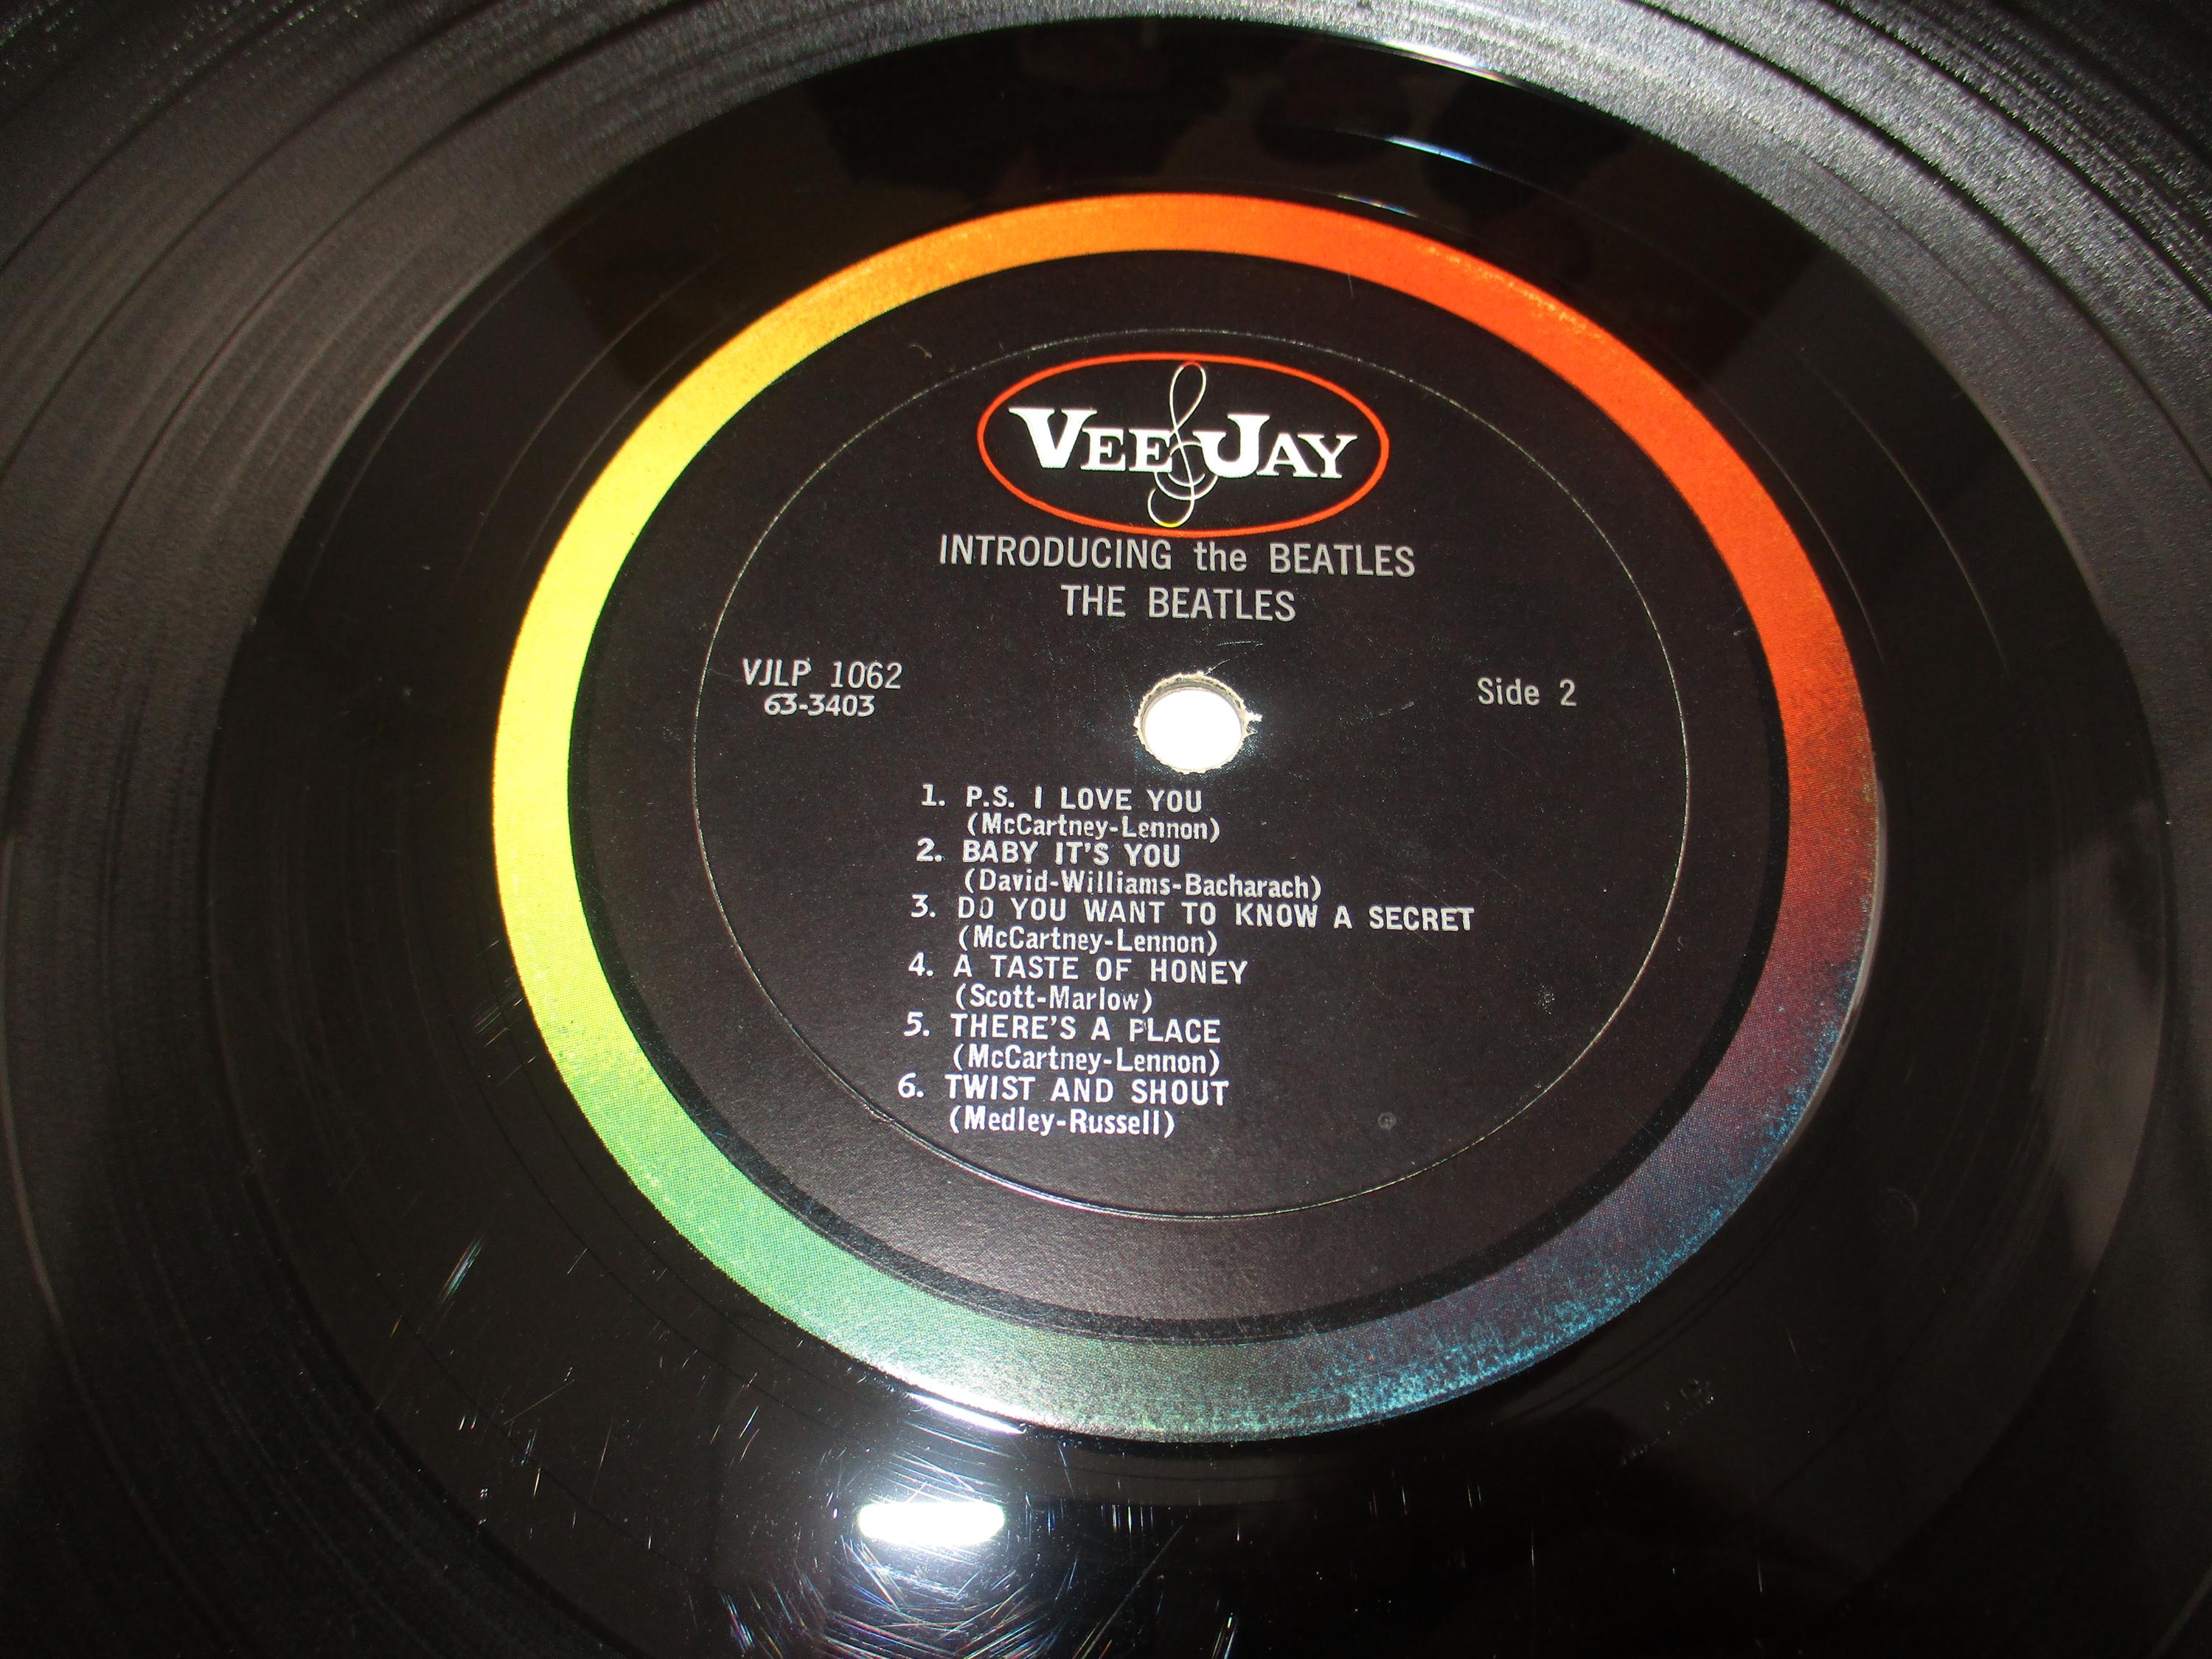 VEE JAY
INTRODUCING the BEATLES
THE BEATLES
VJLP 1062
63-3403
Side 2
1. P.S. I LOVE YOU
(McCartney-Lennon)
2. BABY IT'S YOU
(David-Williams-Bacharach)
3. DO YOU WANT TO KNOW A SECRET
(McCartney-Lennon)
4. A TASTE OF HONEY
(Scott-Marlow)
5. THERE'S A PLACE
(McCartney-Lennon)
6. TWIST AND SHOUT
(Medley-Russell)